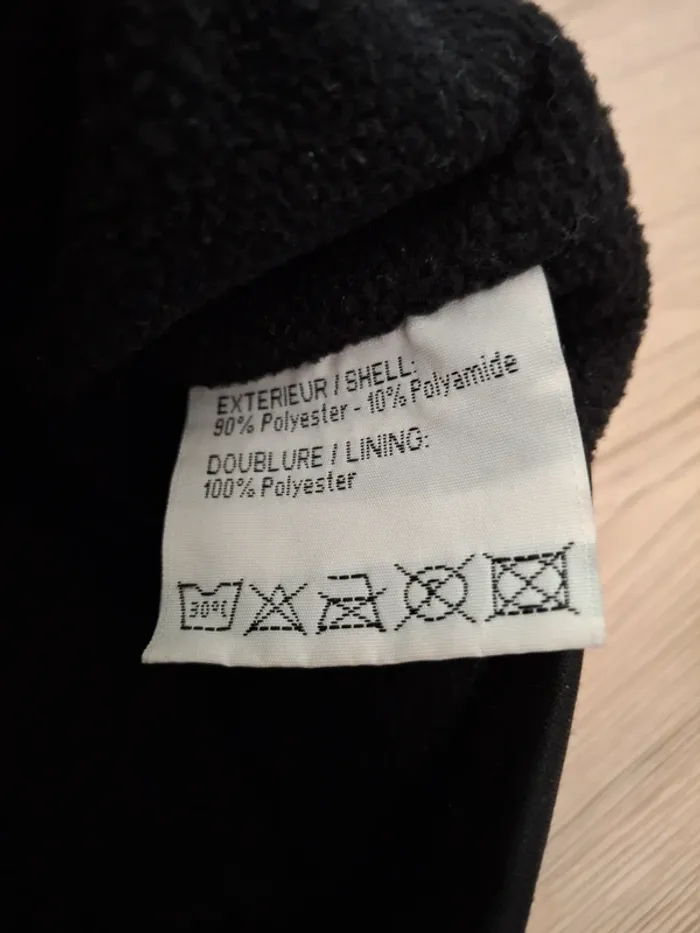 EXTERIEUR / SHELL:
90% Polyester - 10% Polyamide
DOUBLURE / LINING:
100% Polyester
30°C